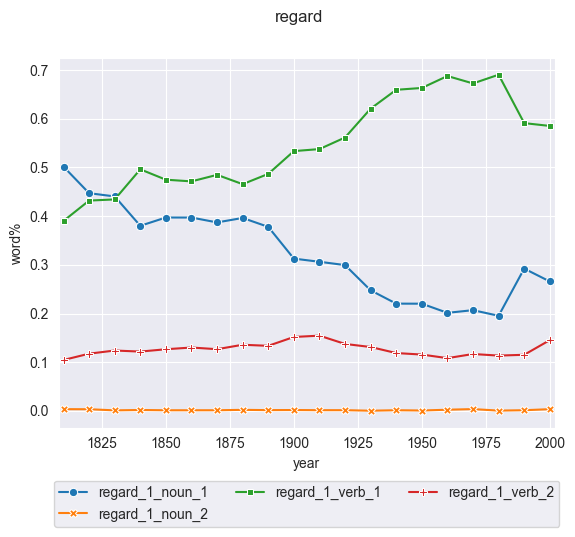 regard
0.7
0.6
0.5
0.4
0.3
0.2
0.1
0.0
word%
1825 1850 1875 1900 1925 1950 1975 2000
year
regard_1_noun_1 regard_1_verb_1 regard_1_verb_2
regard_1_noun_2